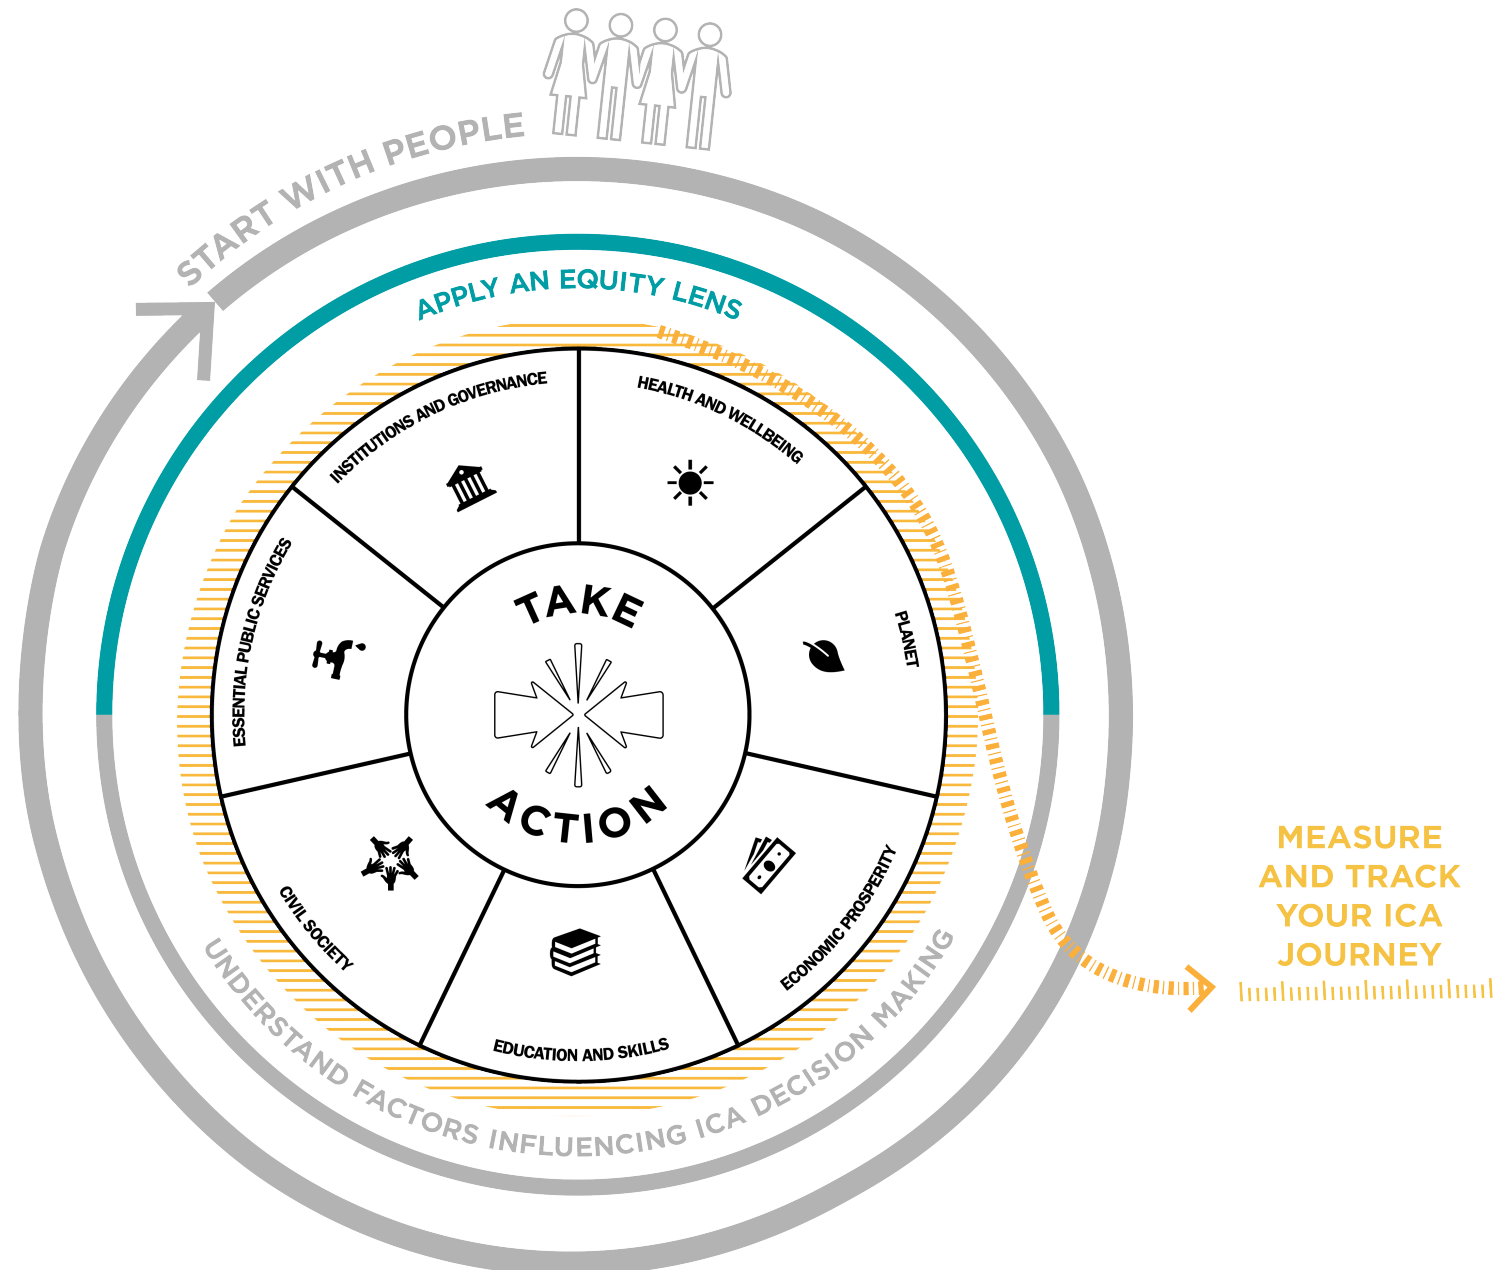 START WITH PEOPLE
APPLY AN EQUITY LENS
INSTITUTIONS AND GOVERNANCE
HEALTH AND WELLBEING
ESSENTIAL PUBLIC SERVICES
PLANET
TAKE
ACTION
CIVIL SOCIETY
ECONOMIC PROSPERITY
EDUCATION AND SKILLS
UNDERSTAND FACTORS INFLUENCING ICA DECISION MAKING
MEASURE
AND TRACK
YOUR ICA
JOURNEY